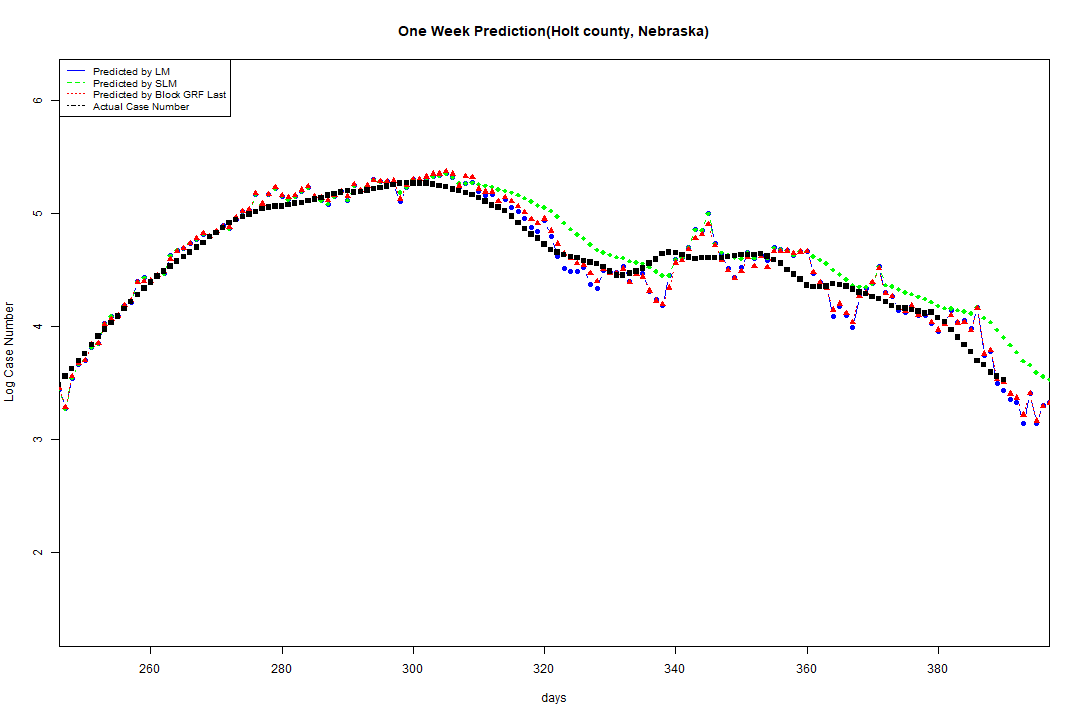 One Week Prediction(Holt county, Nebraska)
Predicted by LM
Predicted by SLM
Predicted by Block GRF Last
Actual Case Number
6
5
4
3
2
Log Case Number
260 280 300 320 340 360 380
days